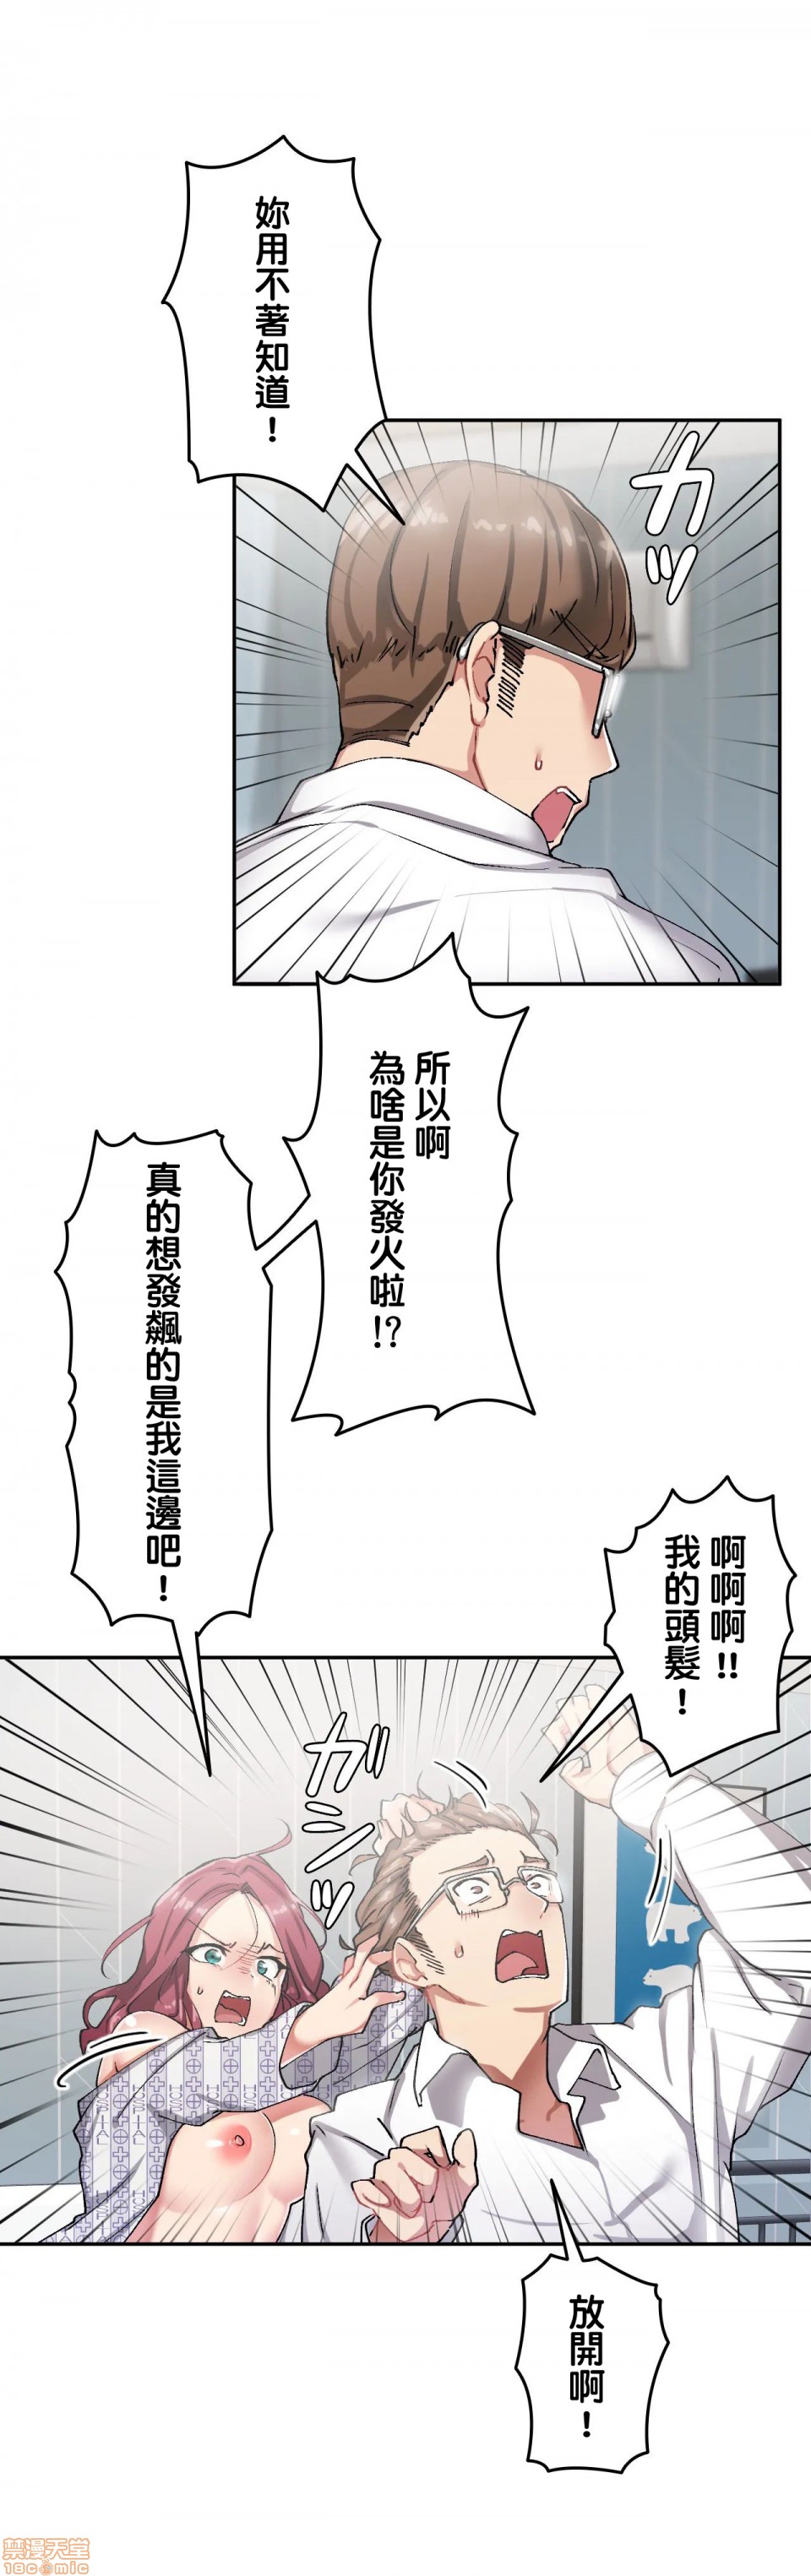 妳用不著知道！
カッ
所以啊
為啥是你發火啦!?
真的想發飆的是我這邊吧！
啊啊啊!!
我的頭髮！
ガシッ
HOSPITAL
放開啊！
禁漫天堂
18comic